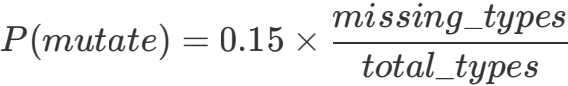 P(mutate) = 0.15 × missing_types / total_types